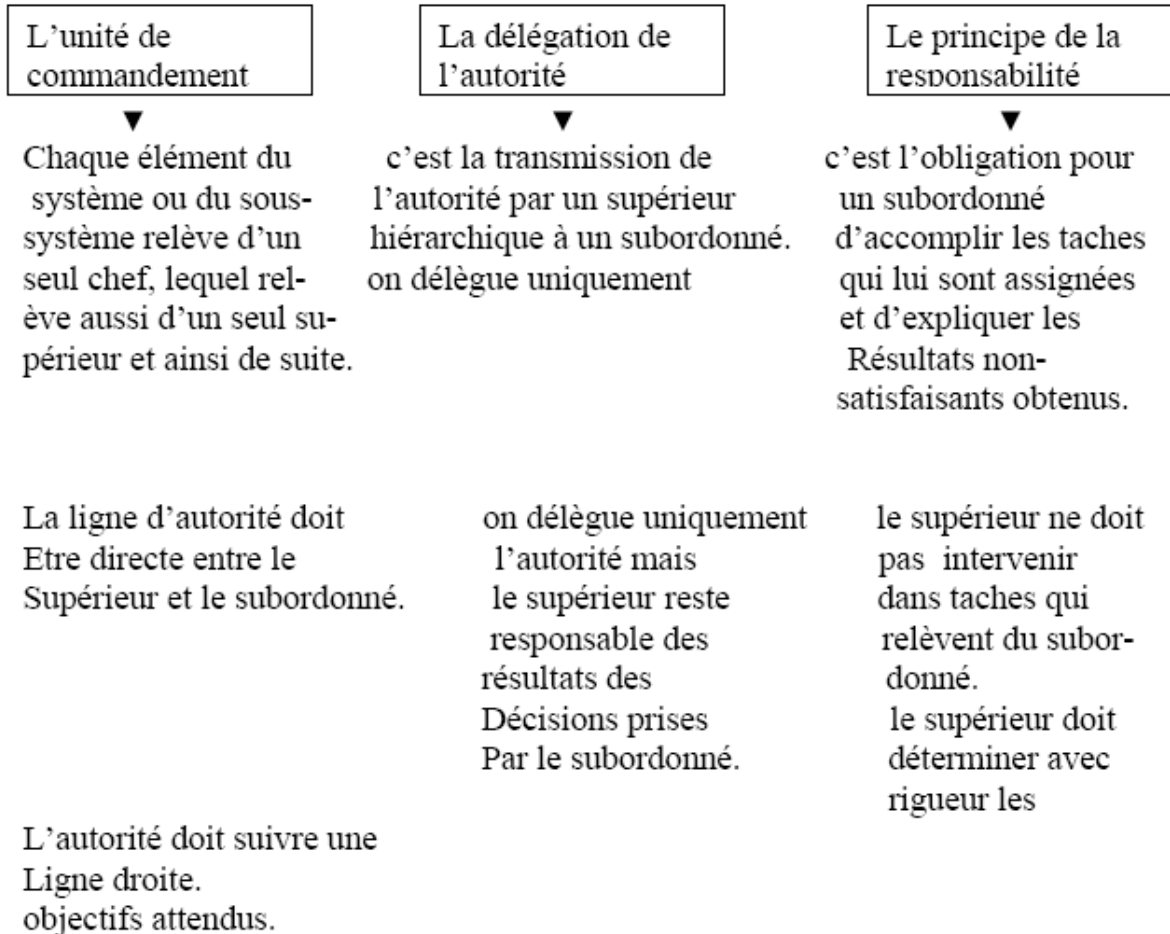 L’unité de
commandement
La délégation de
l’autorité
Le principe de la
responsabilité
▼
▼
▼
Chaque élément du
système ou du sous-
système relève d’un
seul chef, lequel rel-
ève aussi d’un seul su-
périeur et ainsi de suite.
c’est la transmission de
l’autorité par un supérieur
hiérarchique à un subordonné.
on délègue uniquement
c’est l’obligation pour
un subordonné
d’accomplir les taches
qui lui sont assignées
et d’expliquer les
Résultats non-
satisfaisants obtenus.
La ligne d’autorité doit
Etre directe entre le
Supérieur et le subordonné.
on délègue uniquement
l’autorité mais
le supérieur reste
responsable des
résultats des
Décisions prises
Par le subordonné.
le supérieur ne doit
pas intervenir
dans taches qui
relèvent du subor-
donné.
le supérieur doit
déterminer avec
rigueur les
L’autorité doit suivre une
Ligne droite.
objectifs attendus.